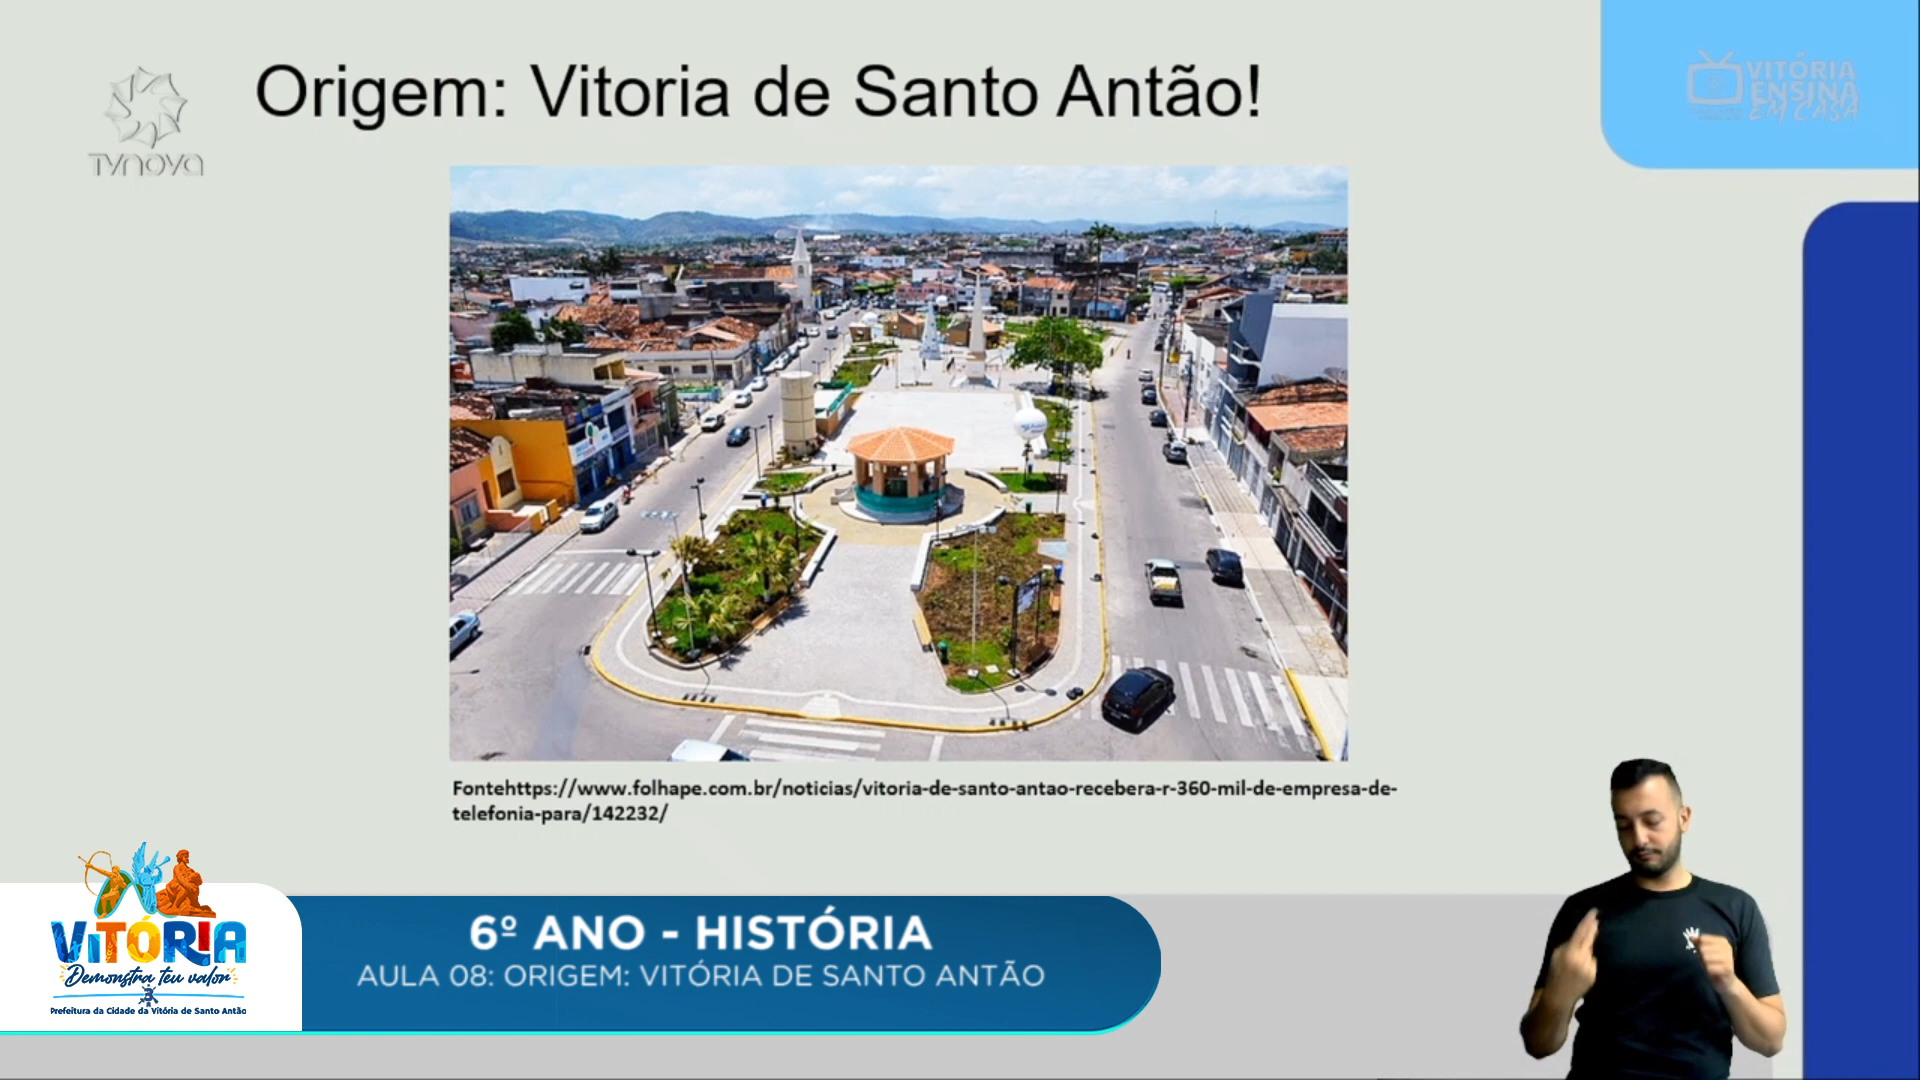 Origem: Vitoria de Santo Antão!
TVNOVA
VITÓRIA
ENSINA
EM CASA
Fontehttps://www.folhape.com.br/noticias/vitoria-de-santo-antao-recebera-r-360-mil-de-empresa-de-
telefonia-para/142232/
VITÓRIA
Demonstra teu valor
Prefeitura da Cidade da Vitória de Santo Antão
6º ANO - HISTÓRIA
AULA 08: ORIGEM: VITÓRIA DE SANTO ANTÃO